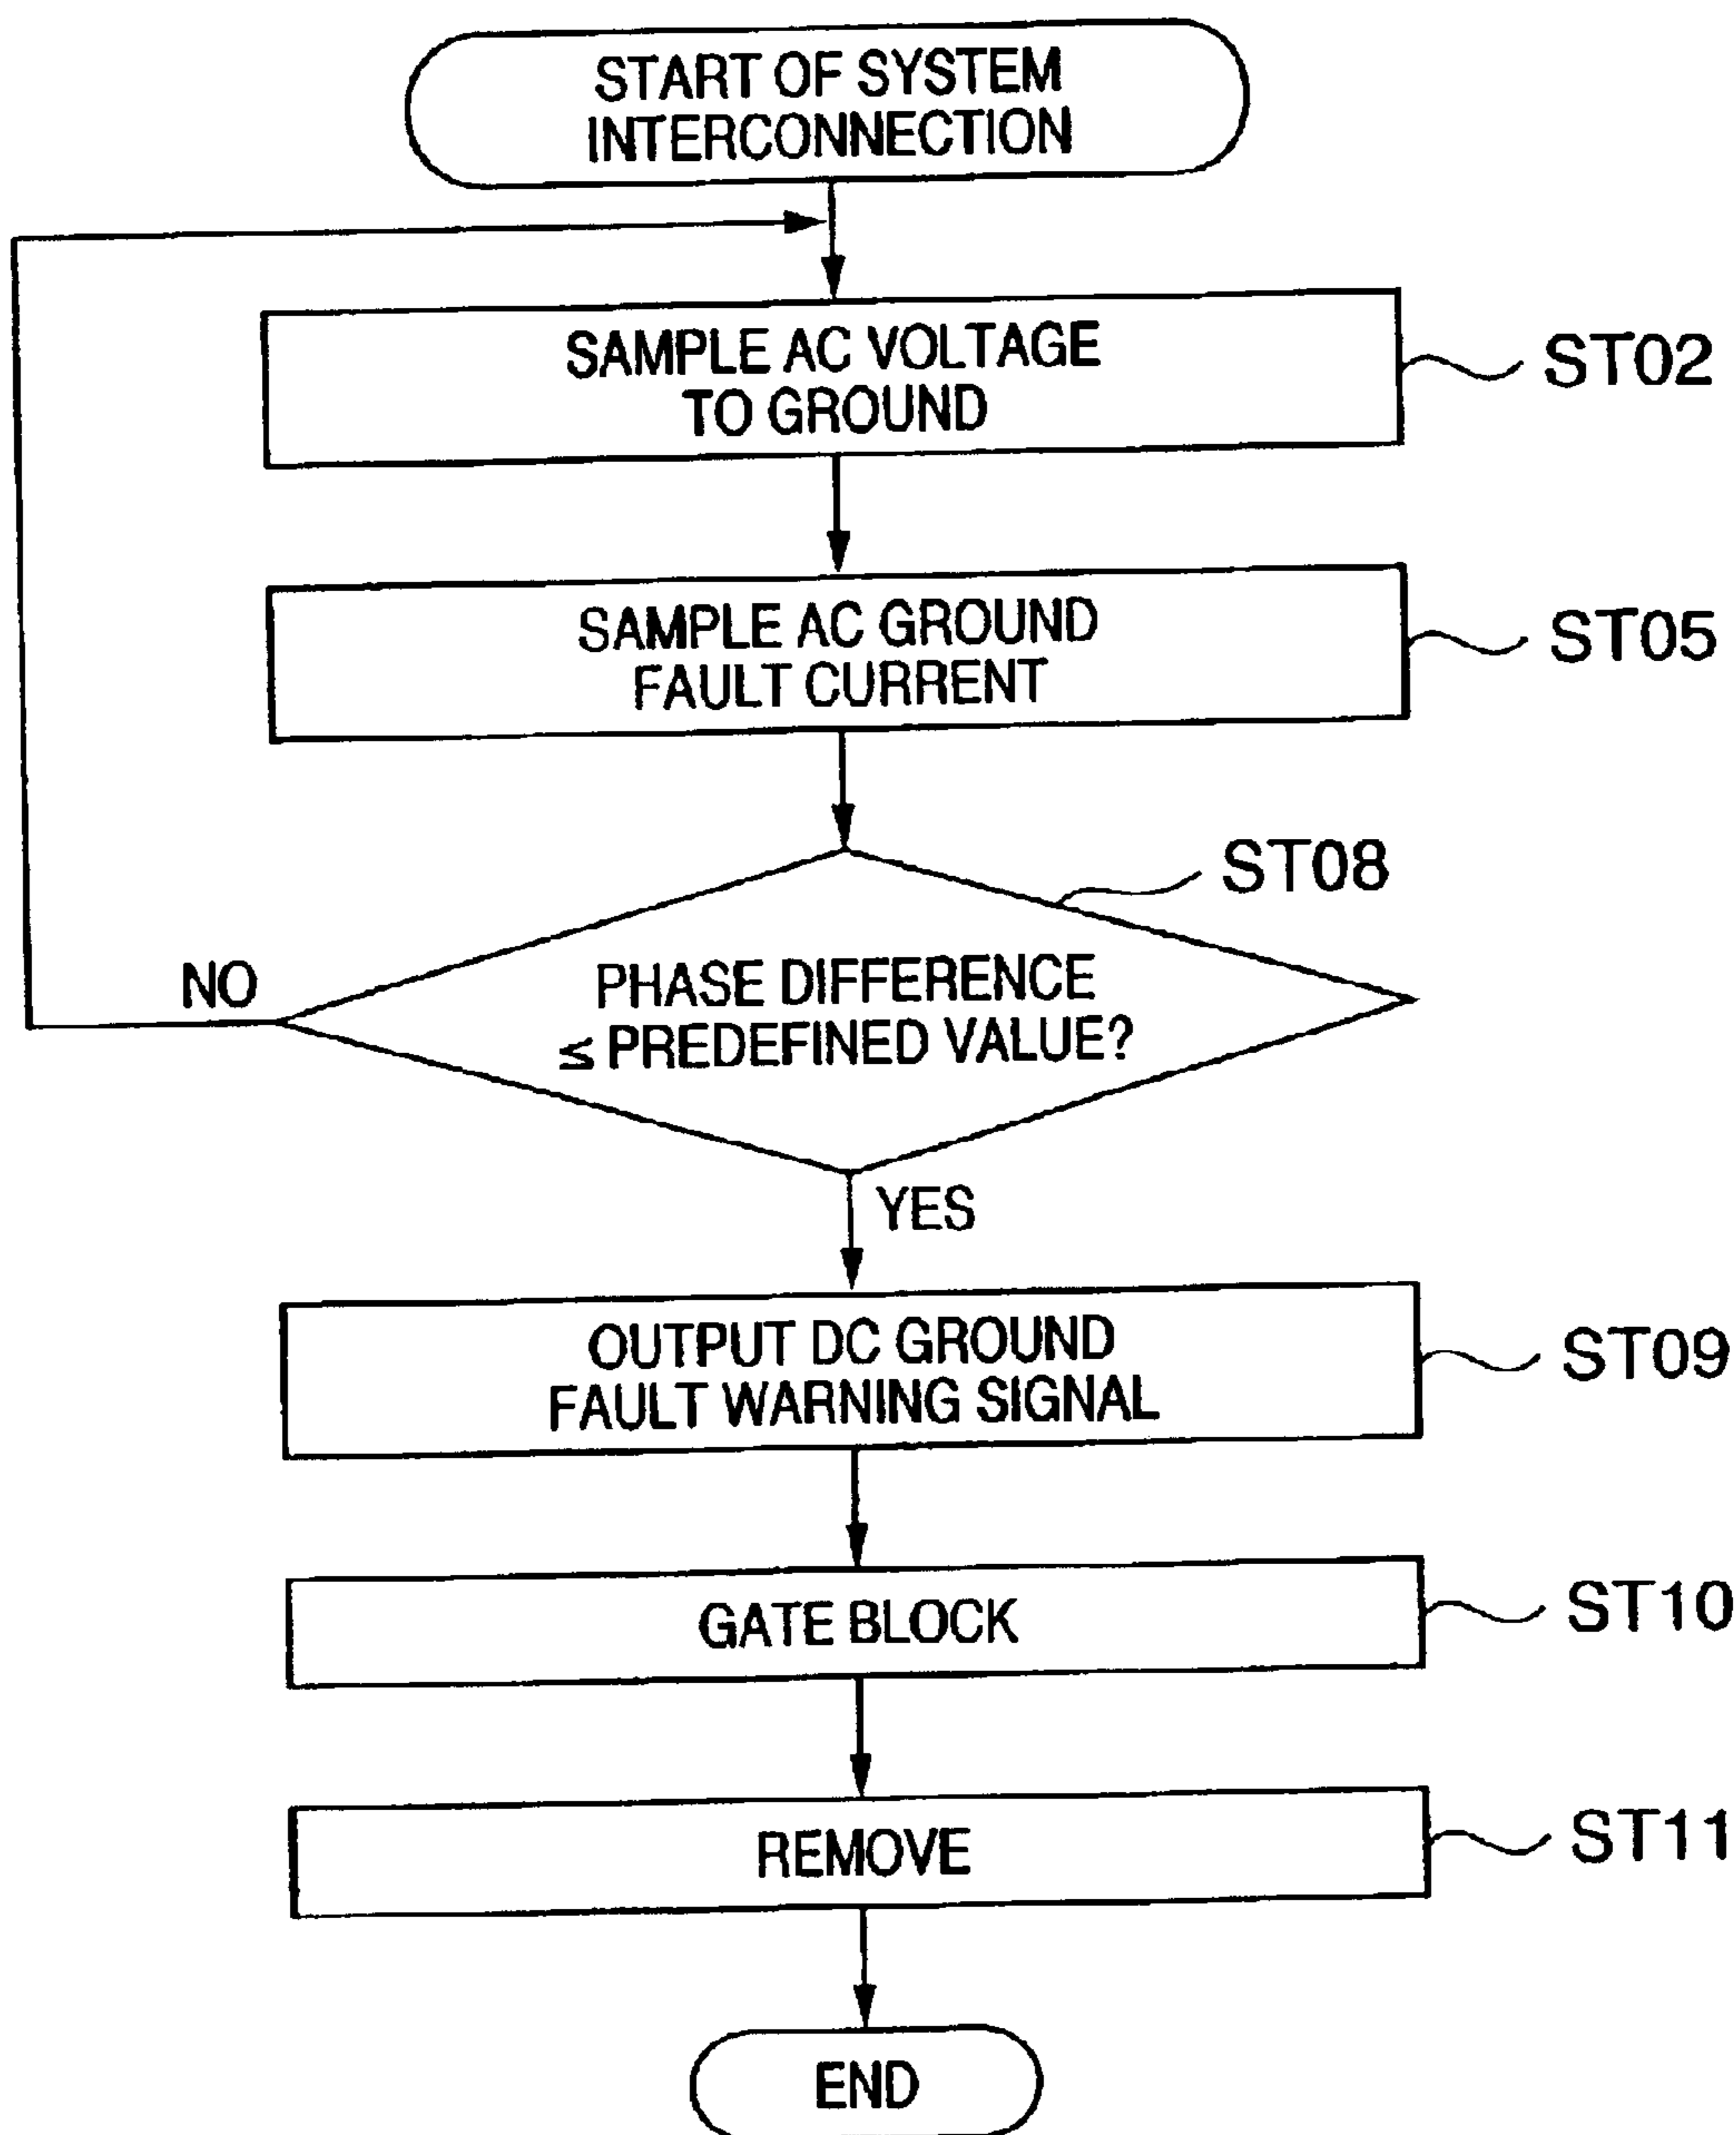 START OF SYSTEM
INTERCONNECTION
SAMPLE AC VOLTAGE
TO GROUND
ST02
SAMPLE AC GROUND
FAULT CURRENT
ST05
ST08
NO
PHASE DIFFERENCE
≤ PREDEFINED VALUE?
YES
OUTPUT DC GROUND
FAULT WARNING SIGNAL
ST09
GATE BLOCK
ST10
REMOVE
ST11
END